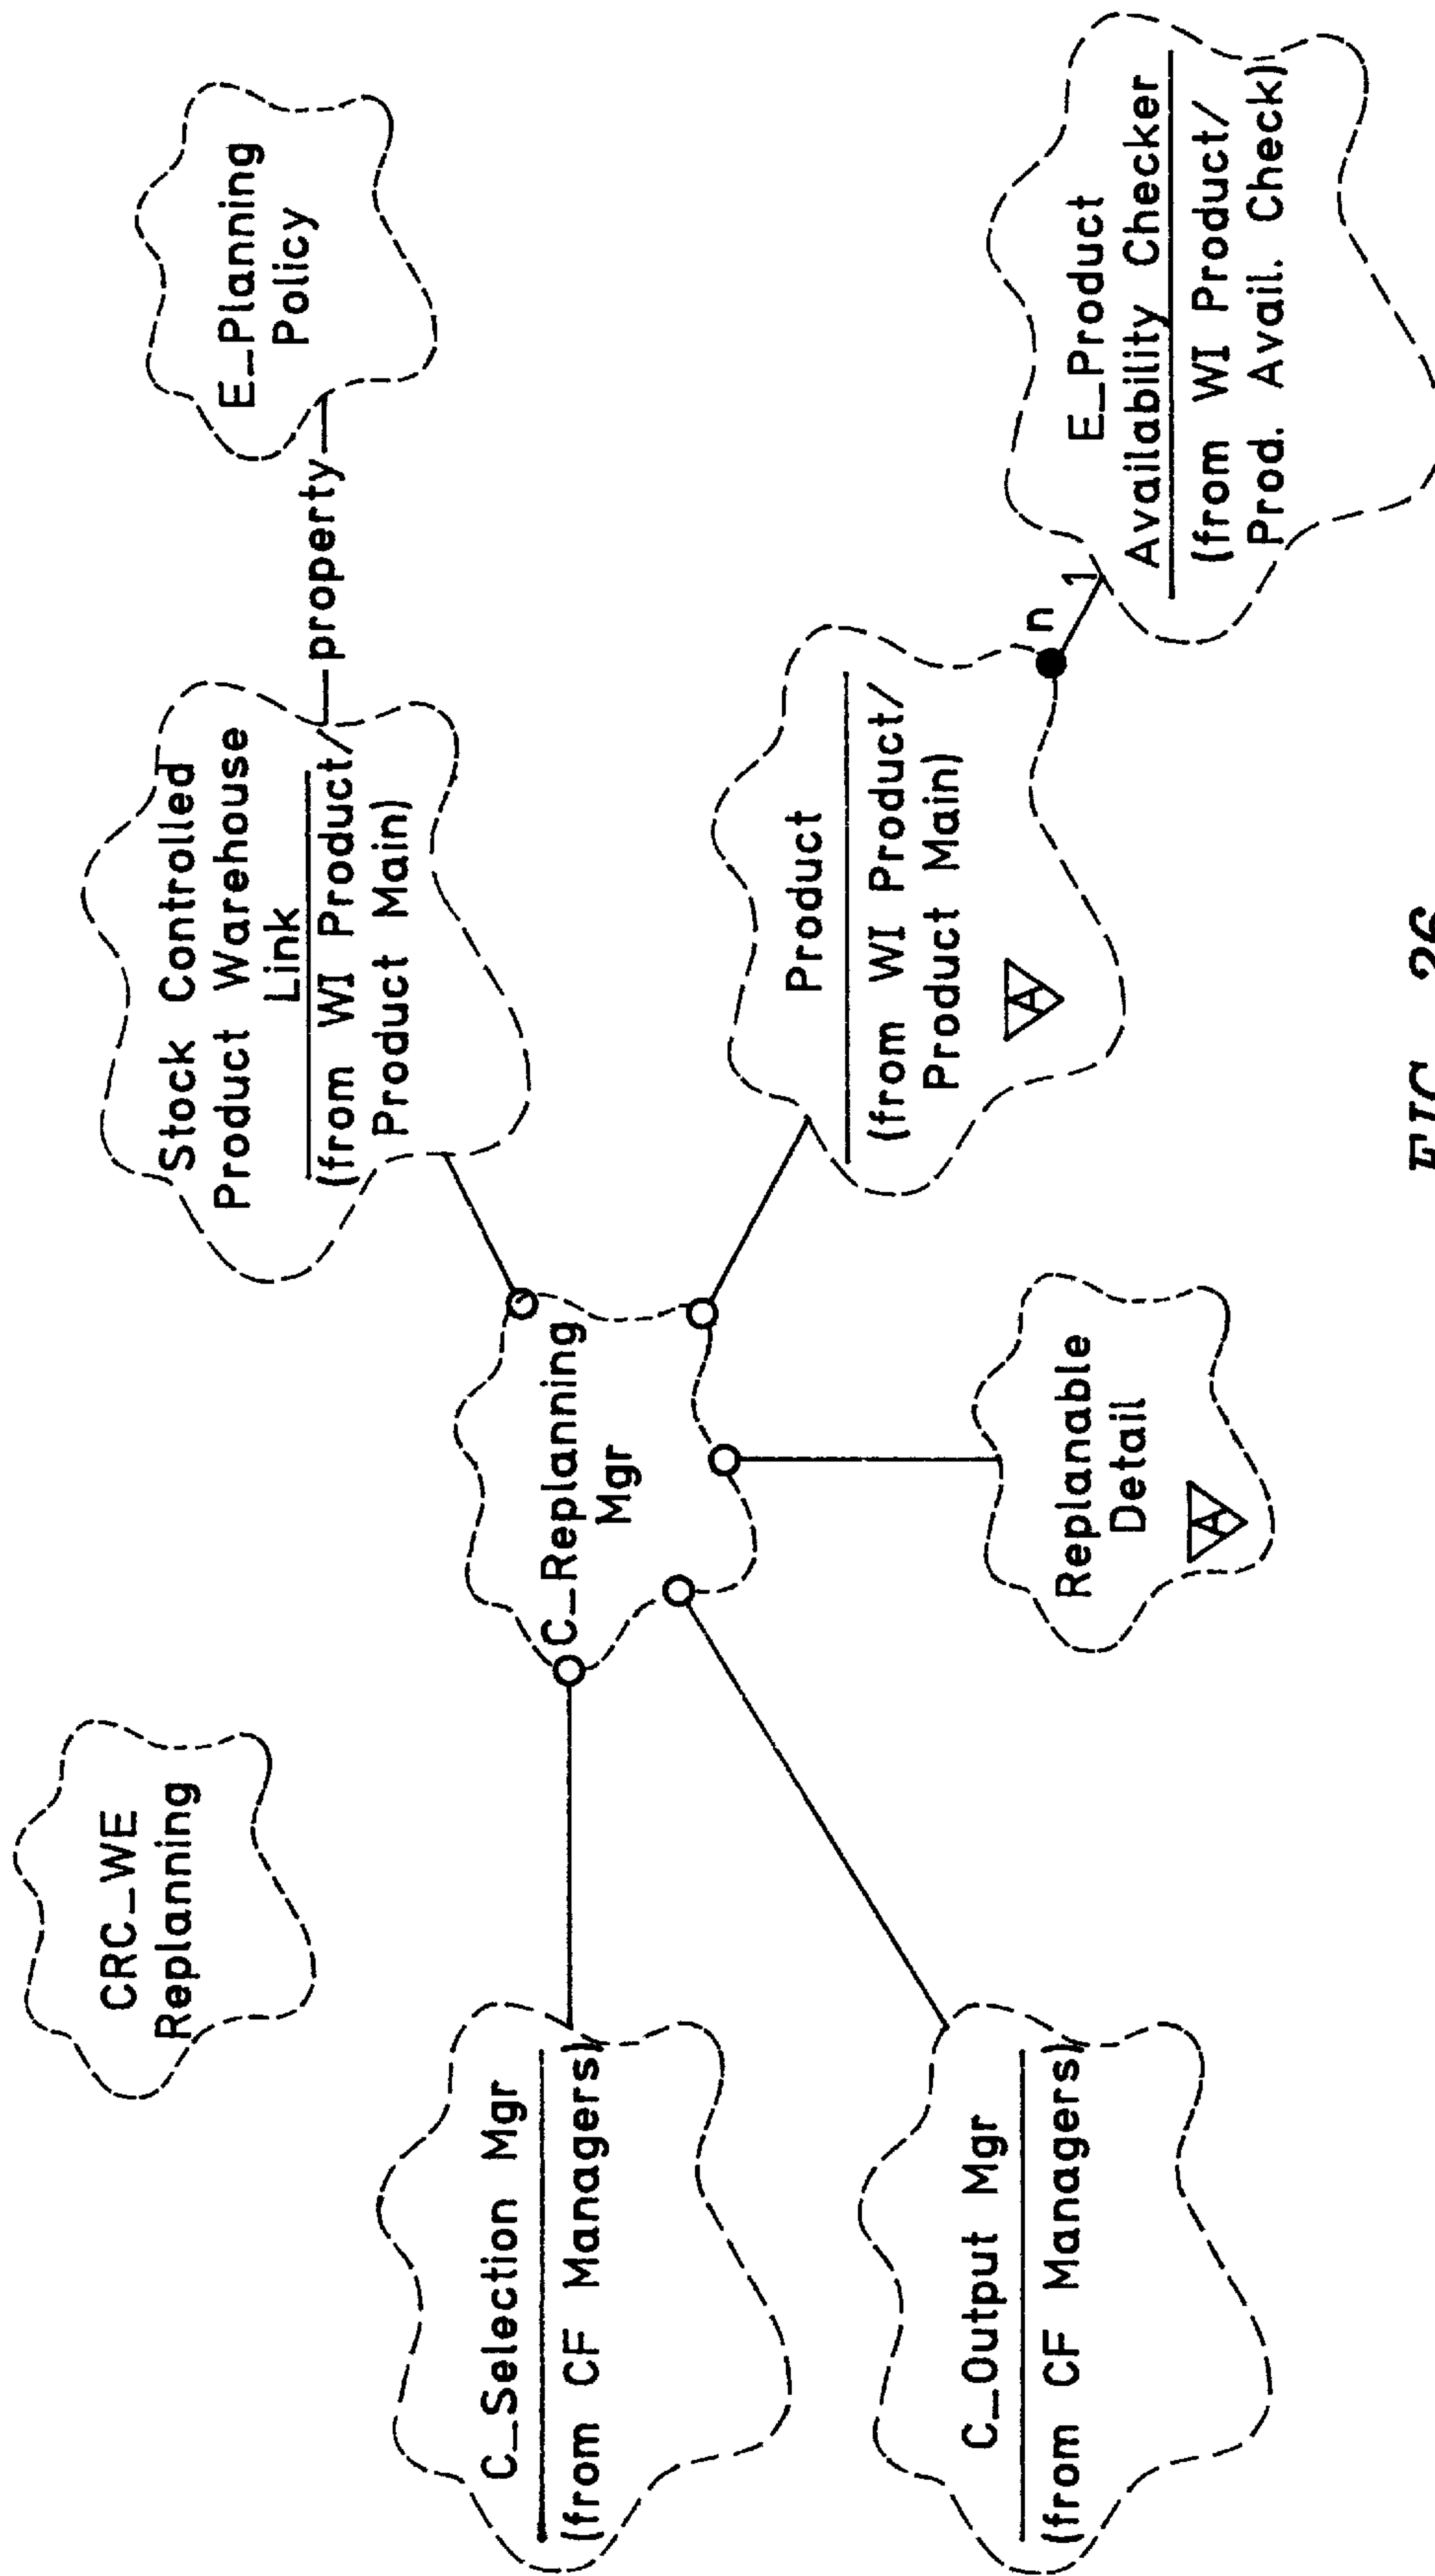 CRC_WE
Replanning
E_Planning
Policy
Stock Controlled
Product Warehouse
Link
(from WI Product/
Product Main)
property
C_Selection Mgr
(from CF Managers)
C_Replanning
Mgr
Product
(from WI Product/
Product Main)
A
n
1
E_Product
Availability Checker
(from WI Product/
Prod. Avail. Check)
C_Output Mgr
(from CF Managers)
Replanable
Detail
A
FIG. 26